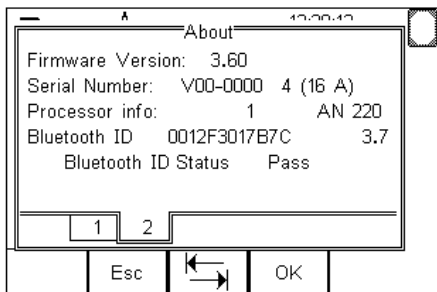 About
Firmware Version: 3.60
Serial Number: V00-0000 4 (16 A)
Processor info: 1 AN 220
Bluetooth ID 0012F3017B7C 3.7
Bluetooth ID Status Pass
1 2
Esc OK